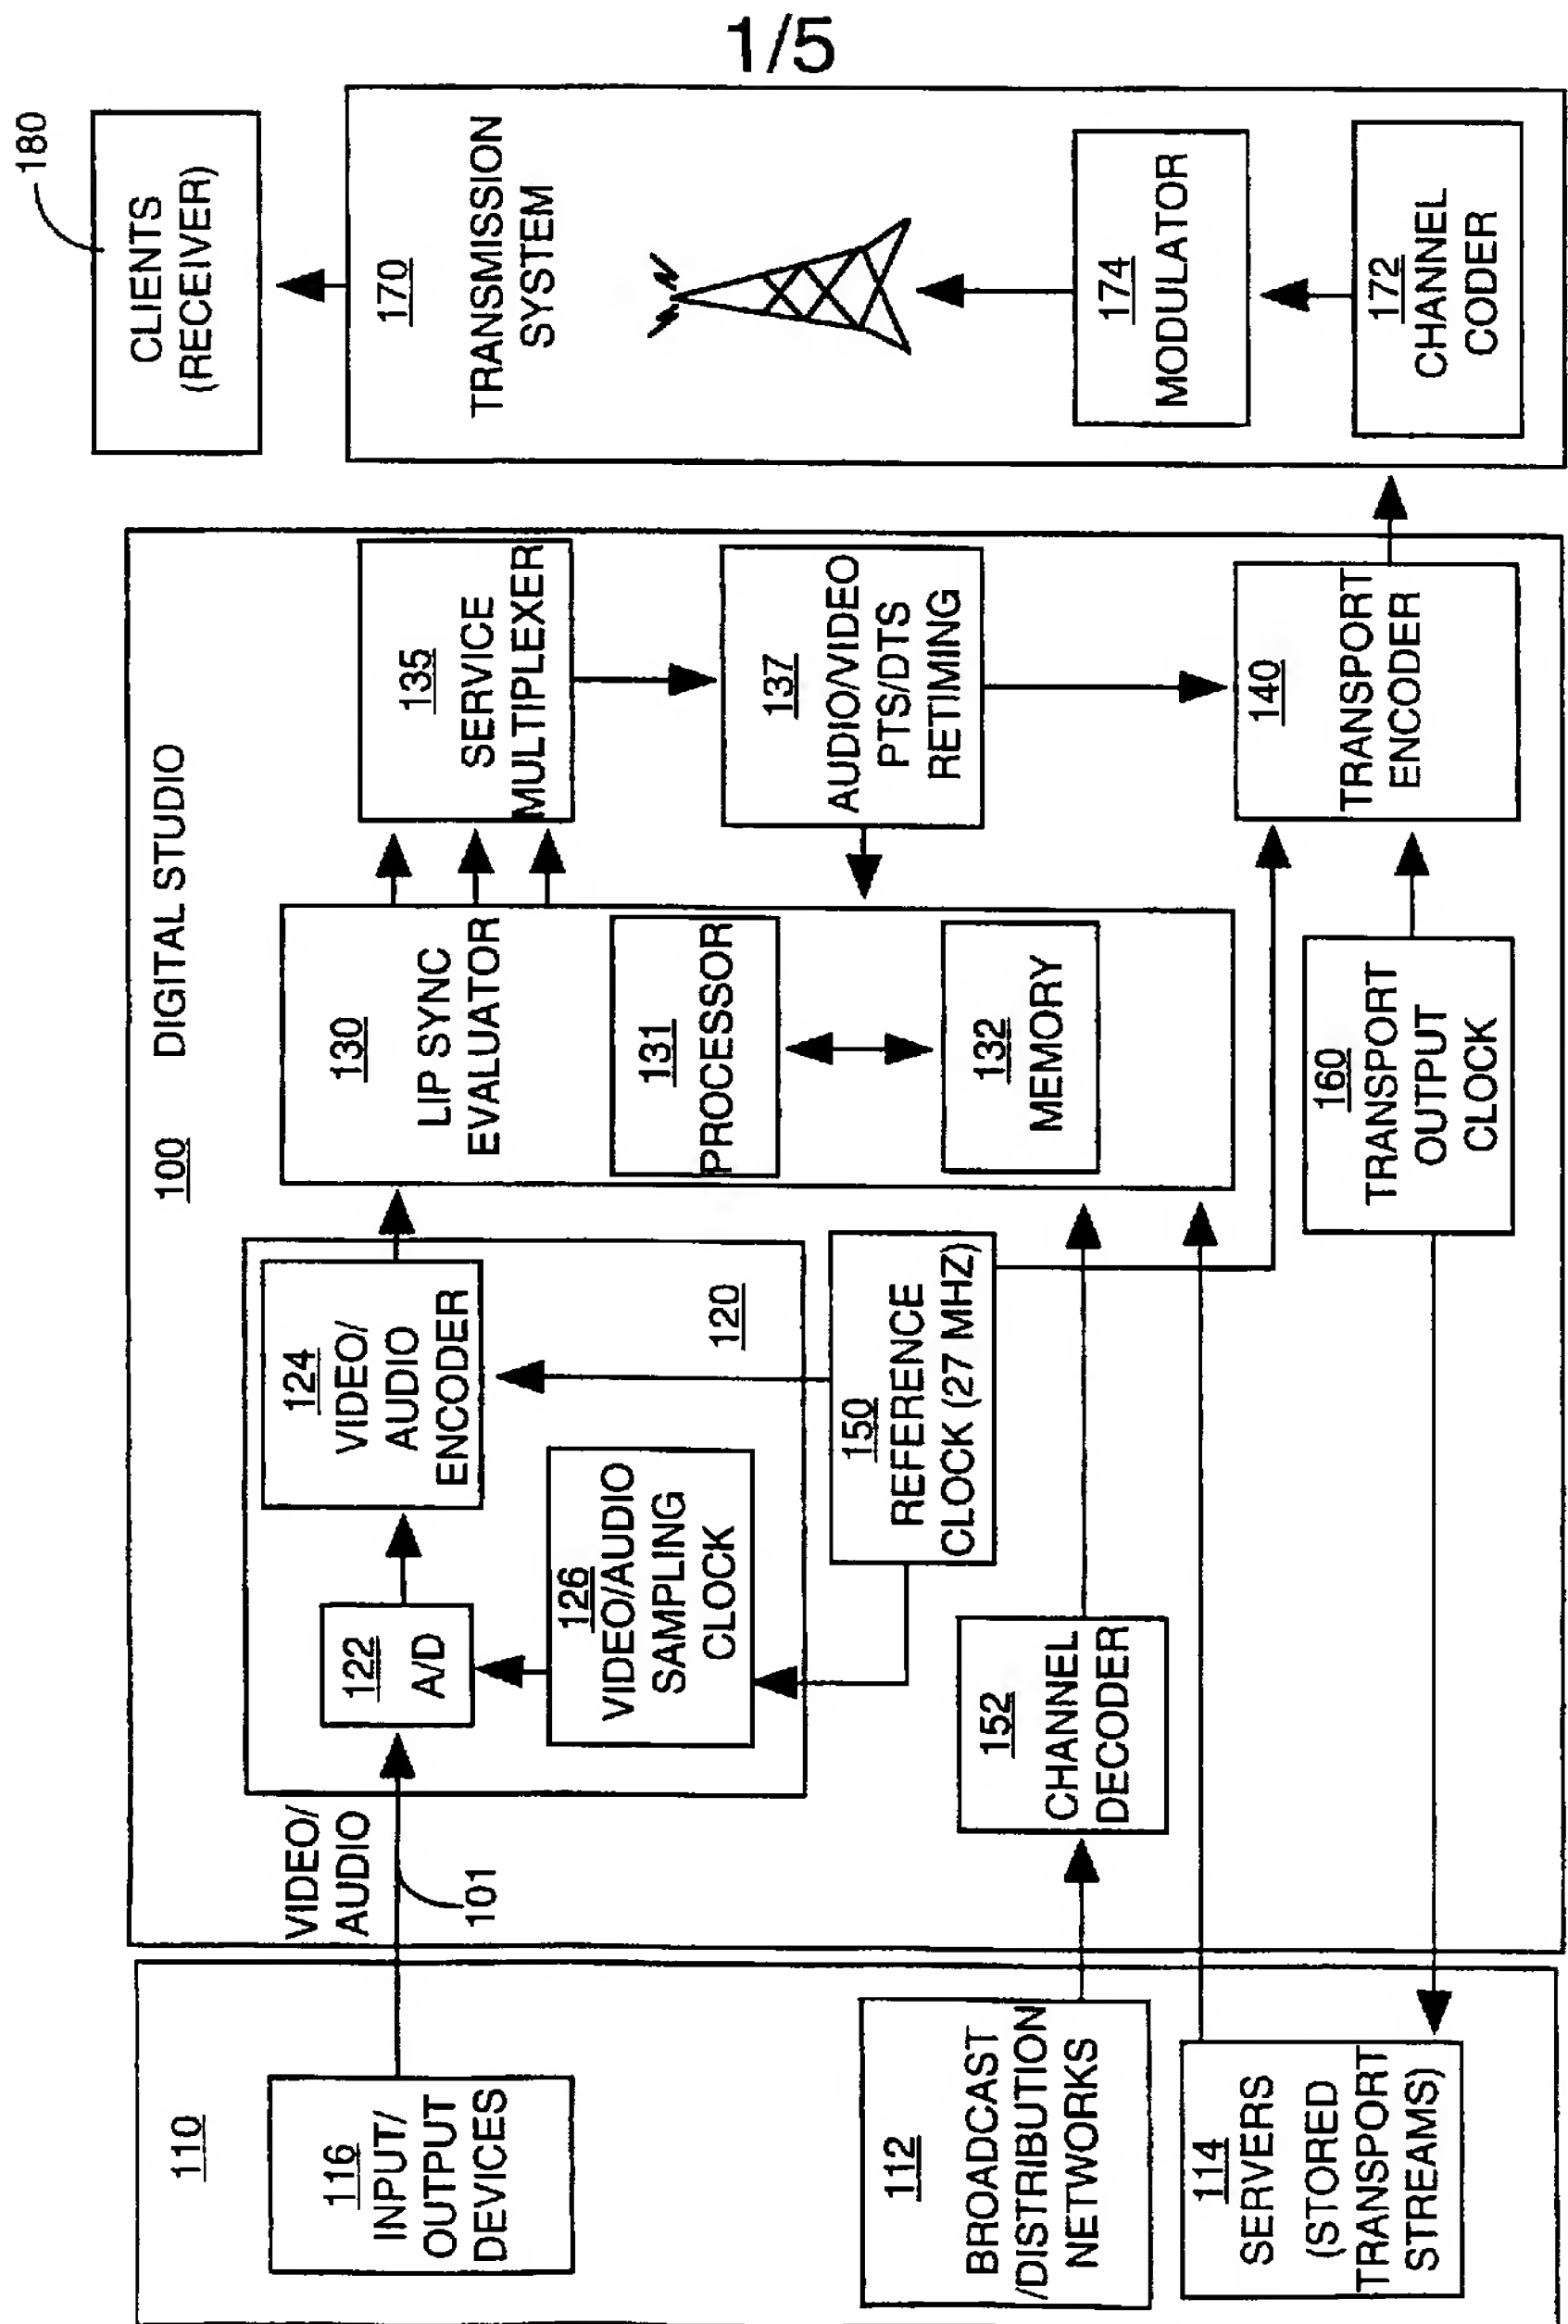 1/5
110
116
INPUT/
OUTPUT
DEVICES
112
BROADCAST
/DISTRIBUTION
NETWORKS
114
SERVERS
(STORED
TRANSPORT
STREAMS)
100
DIGITAL STUDIO
VIDEO/
AUDIO
101
120
122
A/D
124
VIDEO/
AUDIO
ENCODER
126
VIDEO/AUDIO
SAMPLING
CLOCK
150
REFERENCE
CLOCK (27 MHZ)
152
CHANNEL
DECODER
130
LIP SYNC
EVALUATOR
131
PROCESSOR
132
MEMORY
160
TRANSPORT
OUTPUT
CLOCK
135
SERVICE
MULTIPLEXER
137
AUDIO/VIDEO
PTS/DTS
RETIMING
140
TRANSPORT
ENCODER
180
CLIENTS
(RECEIVER)
170
TRANSMISSION
SYSTEM
174
MODULATOR
172
CHANNEL
CODER